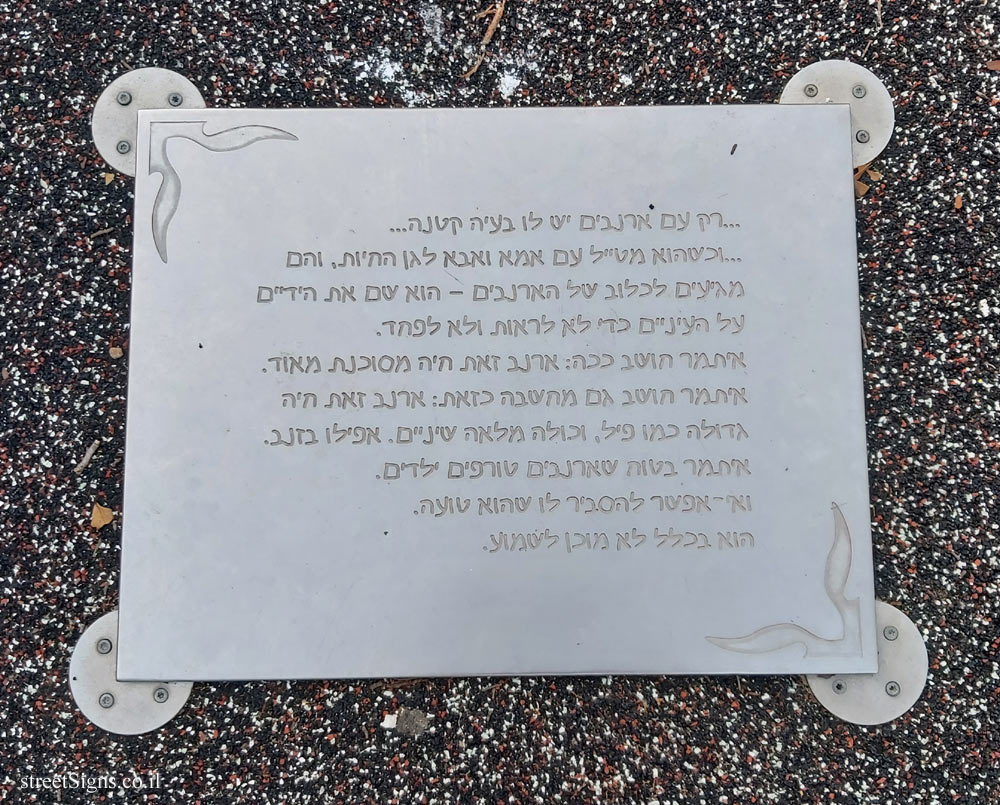 ...רק עם ארנבים יש לו בעיה קטנה...
...וכשהוא מטייל עם אמא ואבא לגן החיות, והם
מגיעים לכלוב של הארנבים – הוא שם את הידיים
על העיניים כדי לא לראות ולא לפחד.
איתמר חושב ככה: ארנב זאת חיה מסוכנת מאוד.
איתמר חושב גם מחשבה כזאת: ארנב זאת חיה
גדולה כמו פיל, וכולה מלאה שיניים. אפילו בזנב.
איתמר בטוח שארנבים טורפים ילדים.
ואי־אפשר להסביר לו שהוא טועה.
הוא בכלל לא מוכן לשמוע.
streetSigns.co.il